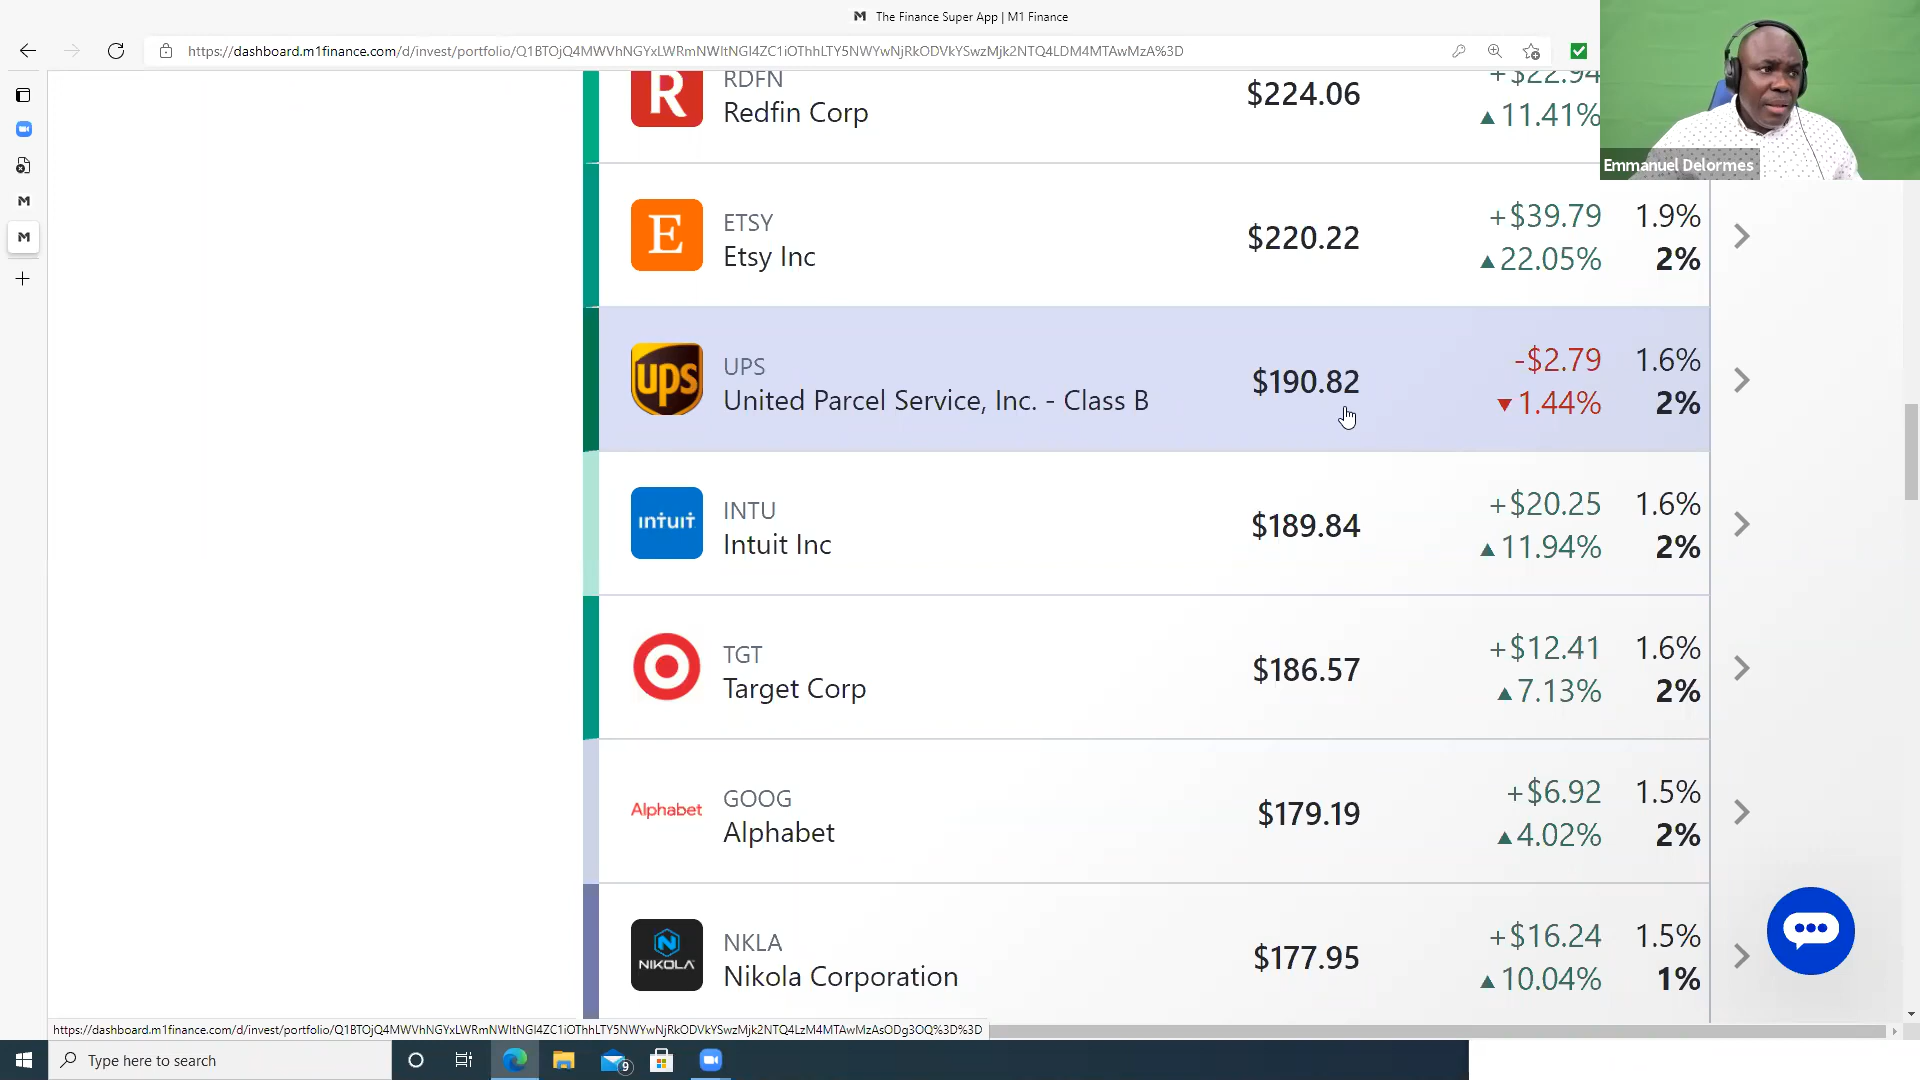 The Finance Super App | M1 Finance
https://dashboard.m1finance.com/d/invest/portfolio/Q1BTOjQ4MWVhNGYxLWRmNWItNGI4ZC1iOThhLTY5NWYwNjRkODVkYSwzMjk2NTQ4LDM4MTAwMzA%3D
RDFN
Redfin Corp
$224.06
+$22.94
▲11.41%
Emmanuel Delormes
E
ETSY
Etsy Inc
$220.22
+$39.79
▲22.05%
1.9%
2%
ups
UPS
United Parcel Service, Inc. - Class B
$190.82
-$2.79
▼1.44%
1.6%
2%
intuit
INTU
Intuit Inc
$189.84
+$20.25
▲11.94%
1.6%
2%
TGT
Target Corp
$186.57
+$12.41
▲7.13%
1.6%
2%
Alphabet
GOOG
Alphabet
$179.19
+$6.92
▲4.02%
1.5%
2%
NIKOLA
NKLA
Nikola Corporation
$177.95
+$16.24
▲10.04%
1.5%
1%
https://dashboard.m1finance.com/d/invest/portfolio/Q1BTOjQ4MWVhNGYxLWRmNWItNGI4ZC1iOThhLTY5NWYwNjRkODVkYSwzMjk2NTQ4LzM4MTAwMzAsODg3OQ%3D%3D
Type here to search
9